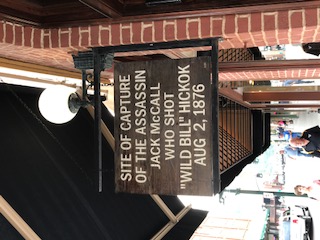 SITE OF CAPTURE
OF THE ASSASSIN
JACK McCALL
WHO SHOT
"WILD BILL" HICKOK
AUG 2, 1876